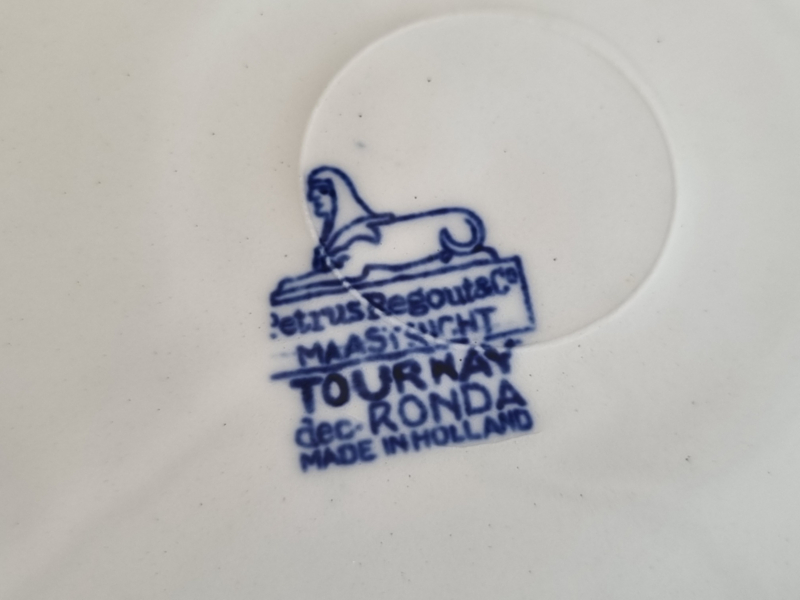 Petrus Regout & Co
MAASTRICHT
TOURNAY
dec. RONDA
MADE IN HOLLAND